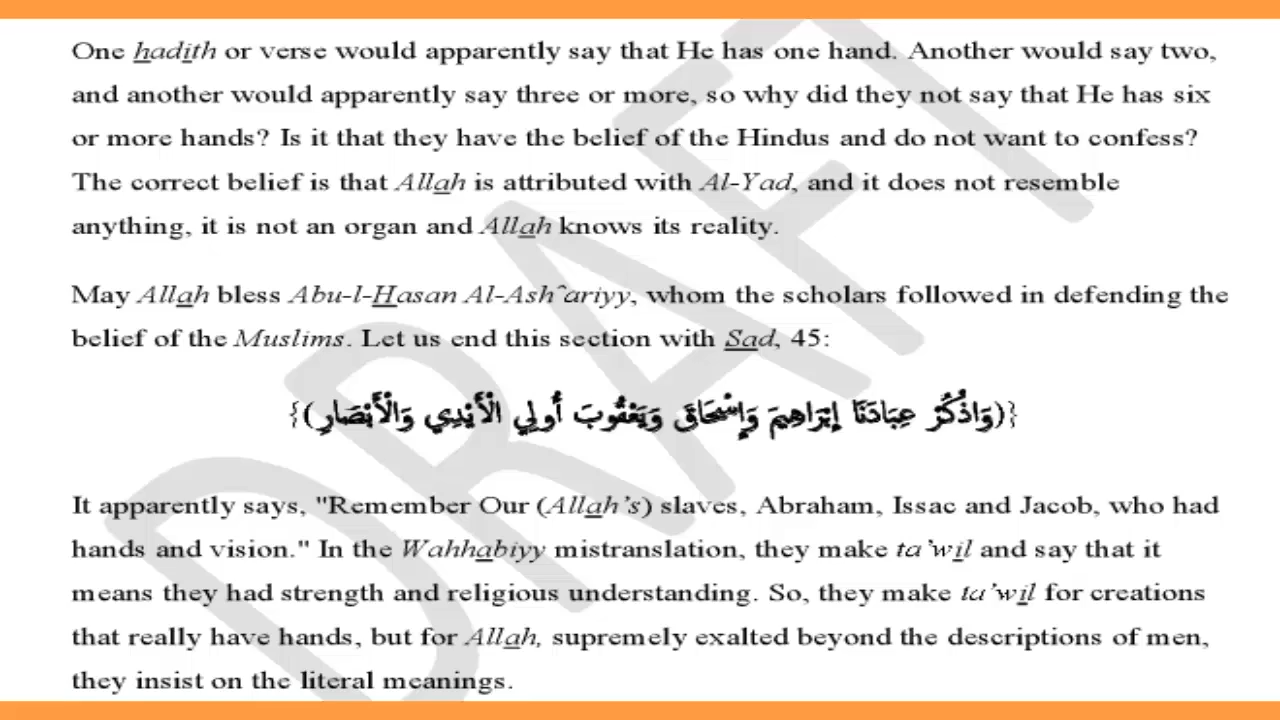 One hadith or verse would apparently say that He has one hand. Another would say two,
and another would apparently say three or more, so why did they not say that He has six
or more hands? Is it that they have the belief of the Hindus and do not want to confess?
The correct belief is that Allah is attributed with Al-Yad, and it does not resemble
anything, it is not an organ and Allah knows its reality.
May Allah bless Abu-l-Hasan Al-Ash^ariyy, whom the scholars followed in defending the
belief of the Muslims. Let us end this section with Sad, 45:
{(وَاذْكُرْ عِبَادَنَا إِبْرَاهِيمَ وَإِسْحَاقَ وَيَعْقُوبَ أُولِي الْأَيْدِي وَالْأَبْصَارِ)}
It apparently says, "Remember Our (Allah's) slaves, Abraham, Issac and Jacob, who had
hands and vision." In the Wahhabiyy mistranslation, they make ta'wil and say that it
means they had strength and religious understanding. So, they make ta'wil for creations
that really have hands, but for Allah, supremely exalted beyond the descriptions of men,
they insist on the literal meanings.
DRAFT